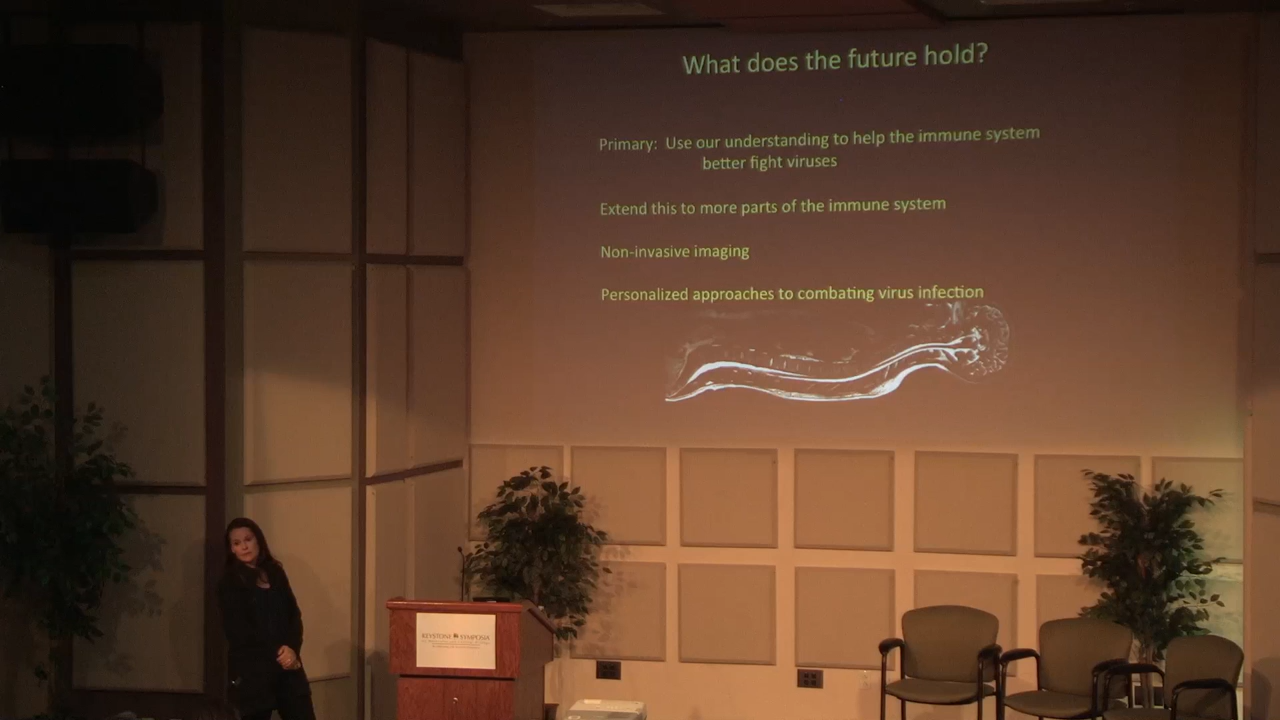 What does the future hold?
Primary: Use our understanding to help the immune system
better fight viruses
Extend this to more parts of the immune system
Non-invasive imaging
Personalized approaches to combating virus infection
KEYSTONE SYMPOSIA